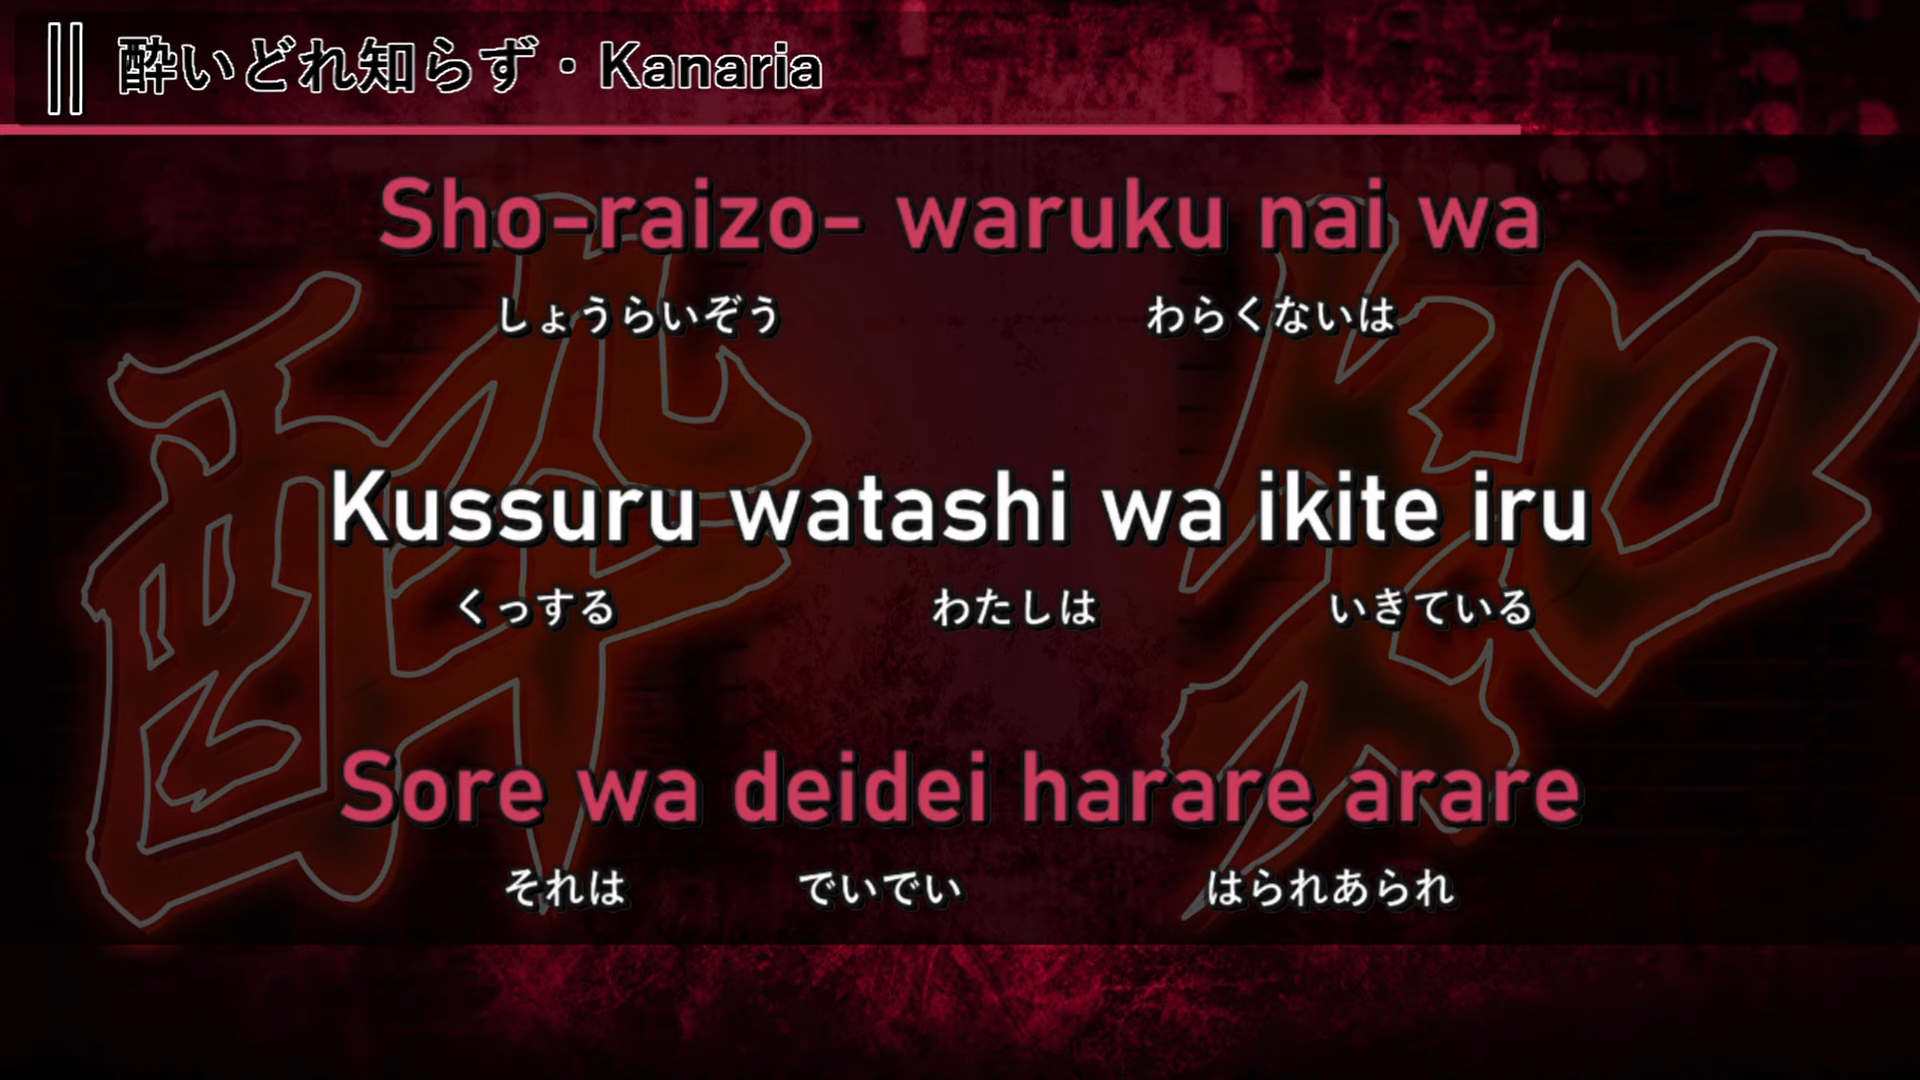 酔いどれ知らず・Kanaria
Sho-raizo- waruku nai wa
しょうらいぞう わらくないは
Kussuru watashi wa ikite iru
くっする わたしは いきている
Sore wa deidei harare arare
それは でいでい はられあられ
酔 知